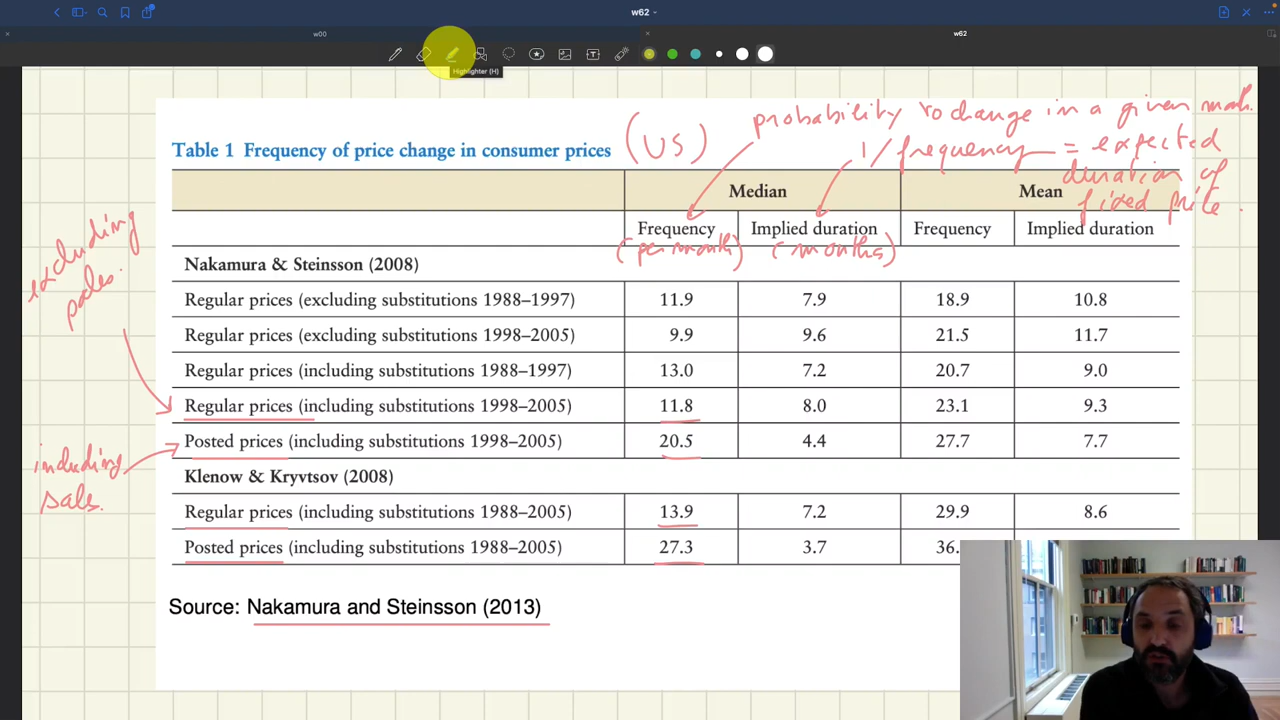 w62
w00
w62
Highlighter (H)
probability to change in a given
Table 1 Frequency of price change in consumer prices (US)
1/frequency = expected
duration of
fixed price.
Median Mean
Frequency Implied duration Frequency Implied duration
(per month) (months)
excluding
sales.
Nakamura & Steinsson (2008)
Regular prices (excluding substitutions 1988–1997) 11.9 7.9 18.9 10.8
Regular prices (excluding substitutions 1998–2005) 9.9 9.6 21.5 11.7
Regular prices (including substitutions 1988–1997) 13.0 7.2 20.7 9.0
Regular prices (including substitutions 1998–2005) 11.8 8.0 23.1 9.3
Posted prices (including substitutions 1998–2005) 20.5 4.4 27.7 7.7
including
sales.
Klenow & Kryvtsov (2008)
Regular prices (including substitutions 1988–2005) 13.9 7.2 29.9 8.6
Posted prices (including substitutions 1988–2005) 27.3 3.7 36.
Source: Nakamura and Steinsson (2013)